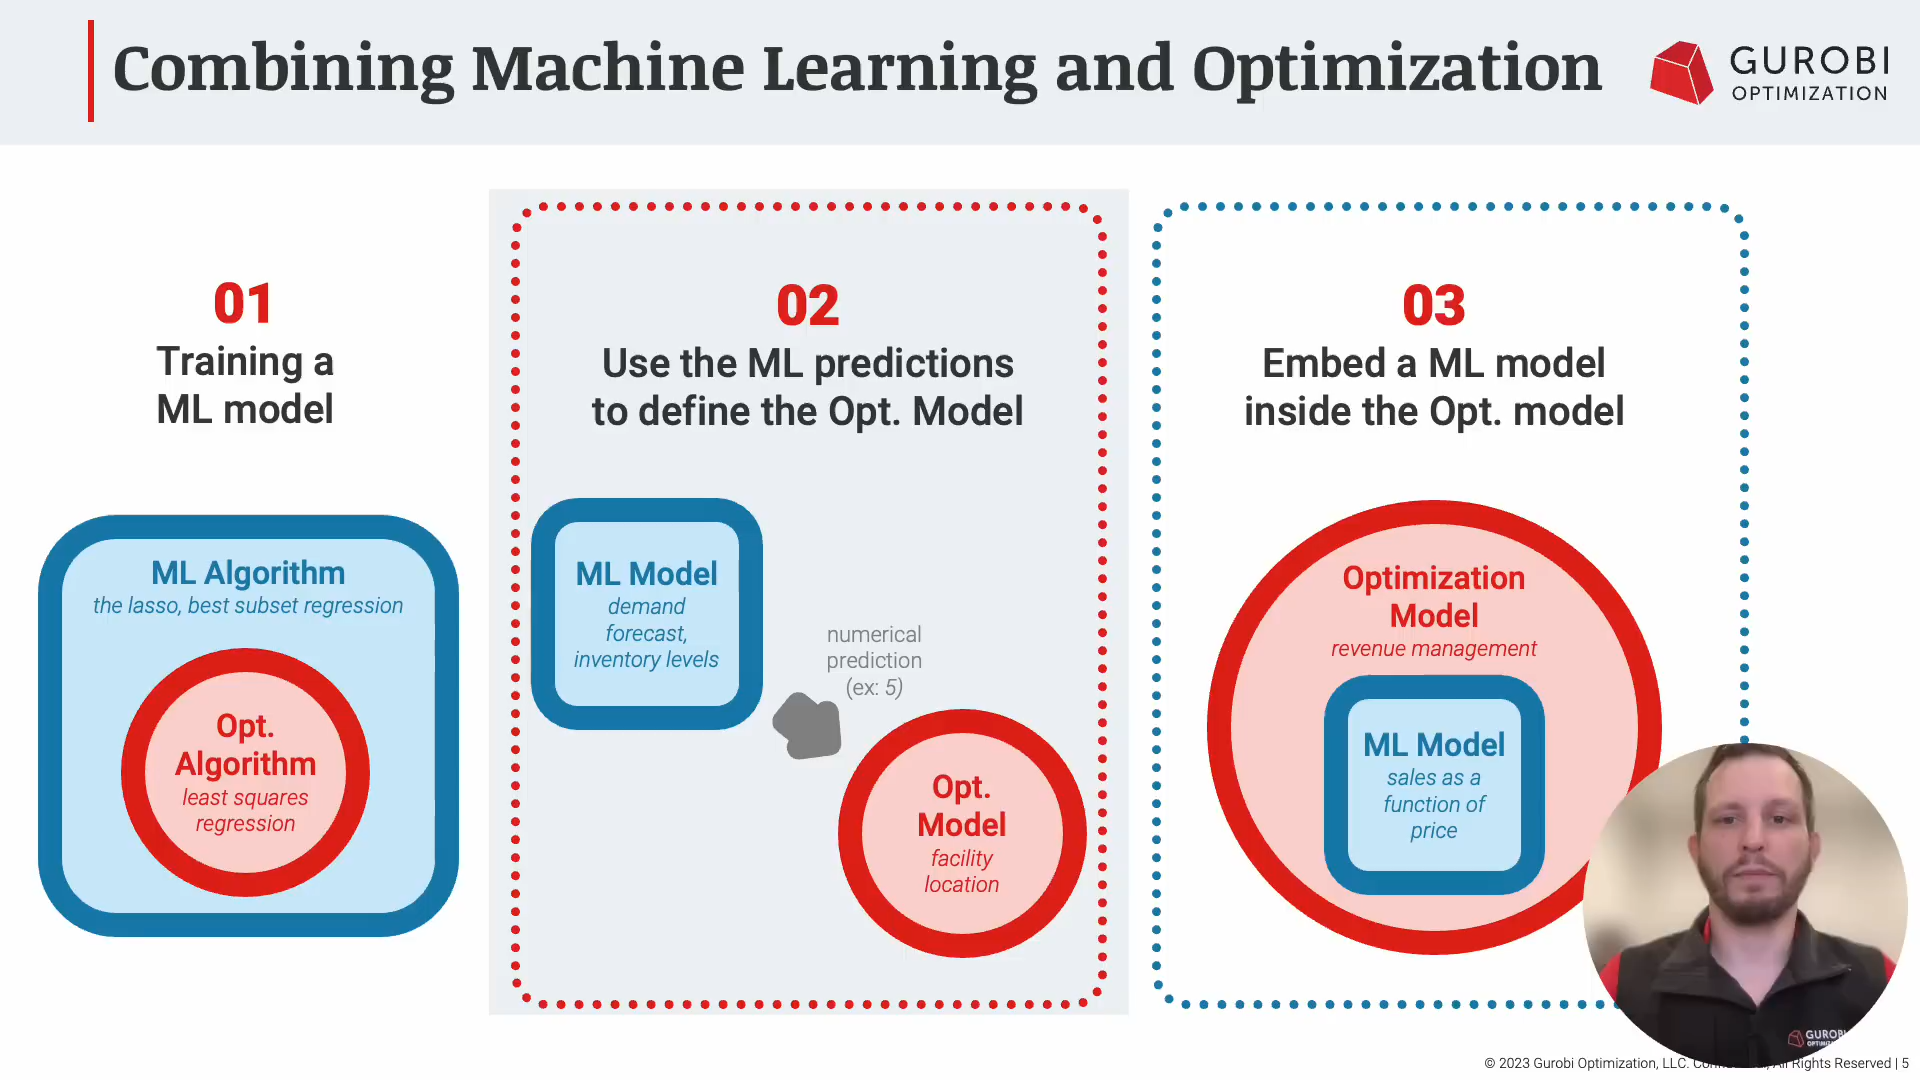 Combining Machine Learning and Optimization
GUROBI
OPTIMIZATION
01
Training a
ML model
ML Algorithm
the lasso, best subset regression
Opt.
Algorithm
least squares
regression
02
Use the ML predictions
to define the Opt. Model
ML Model
demand
forecast,
inventory levels
numerical
prediction
(ex: 5)
Opt.
Model
facility
location
03
Embed a ML model
inside the Opt. model
Optimization
Model
revenue management
ML Model
sales as a
function of
price
GUROBI
© 2023 Gurobi Optimization, LLC. All Rights Reserved | 5